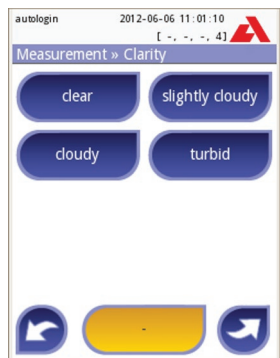 autologin 2012-06-06 11:01:10
[ -, -, -, 4]
Measurement » Clarity
clear slightly cloudy
cloudy turbid
-